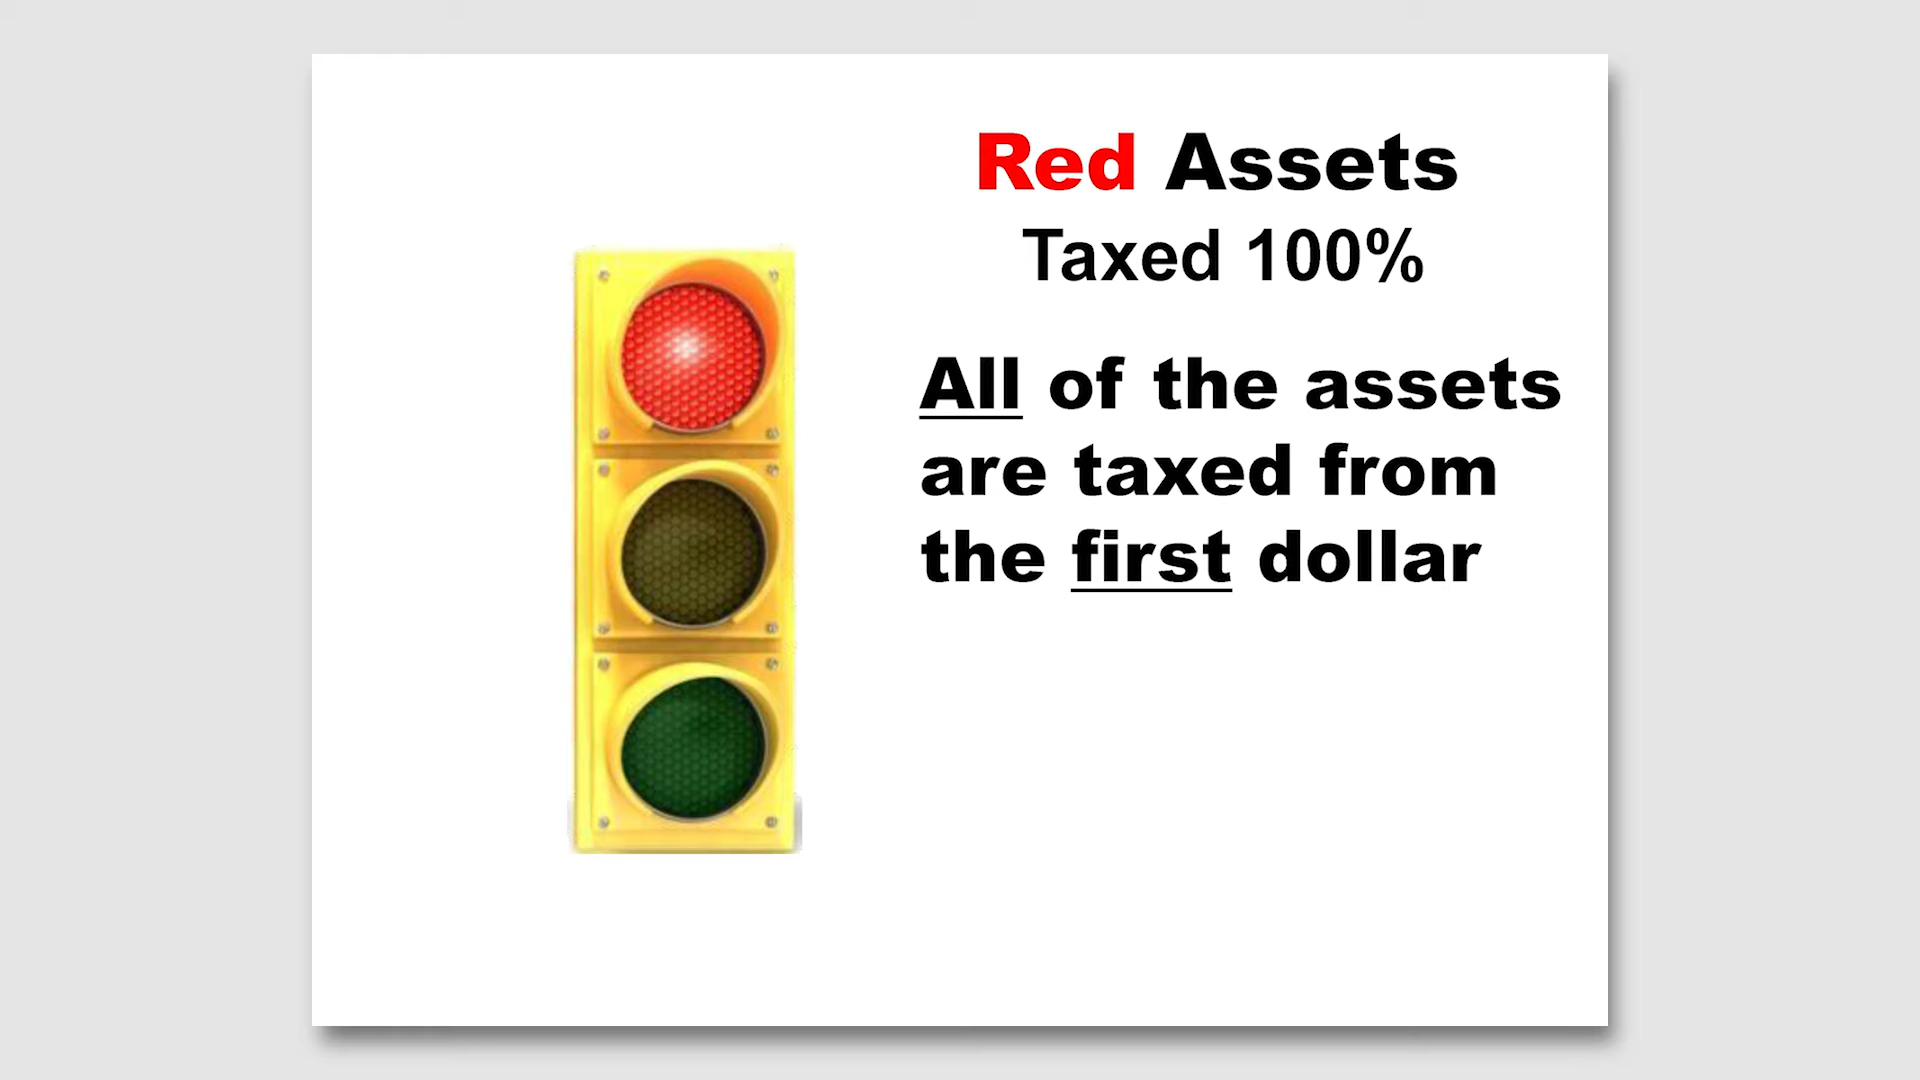 Red Assets
Taxed 100%
All of the assets
are taxed from
the first dollar